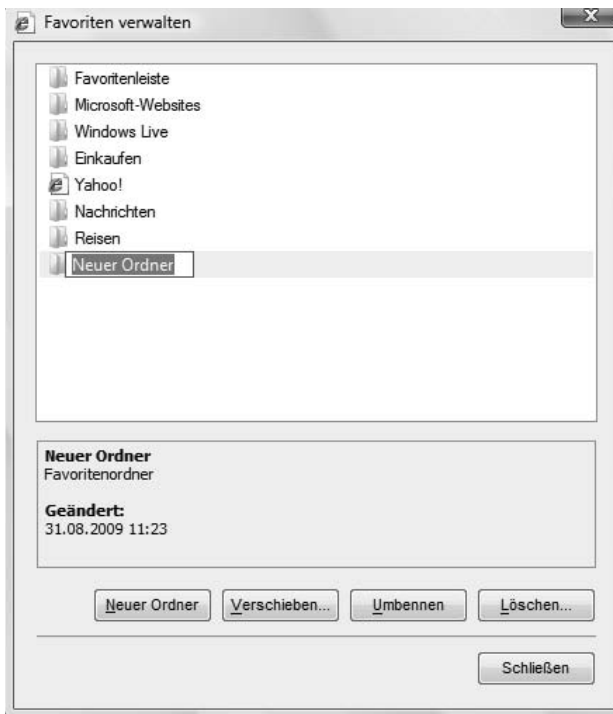 Favoriten verwalten
Favoritenleiste
Microsoft-Websites
Windows Live
Einkaufen
Yahoo!
Nachrichten
Reisen
Neuer Ordner
Neuer Ordner
Favoritenordner
Geändert:
31.08.2009 11:23
Neuer Ordner Verschieben... Umbennen Löschen...
Schließen